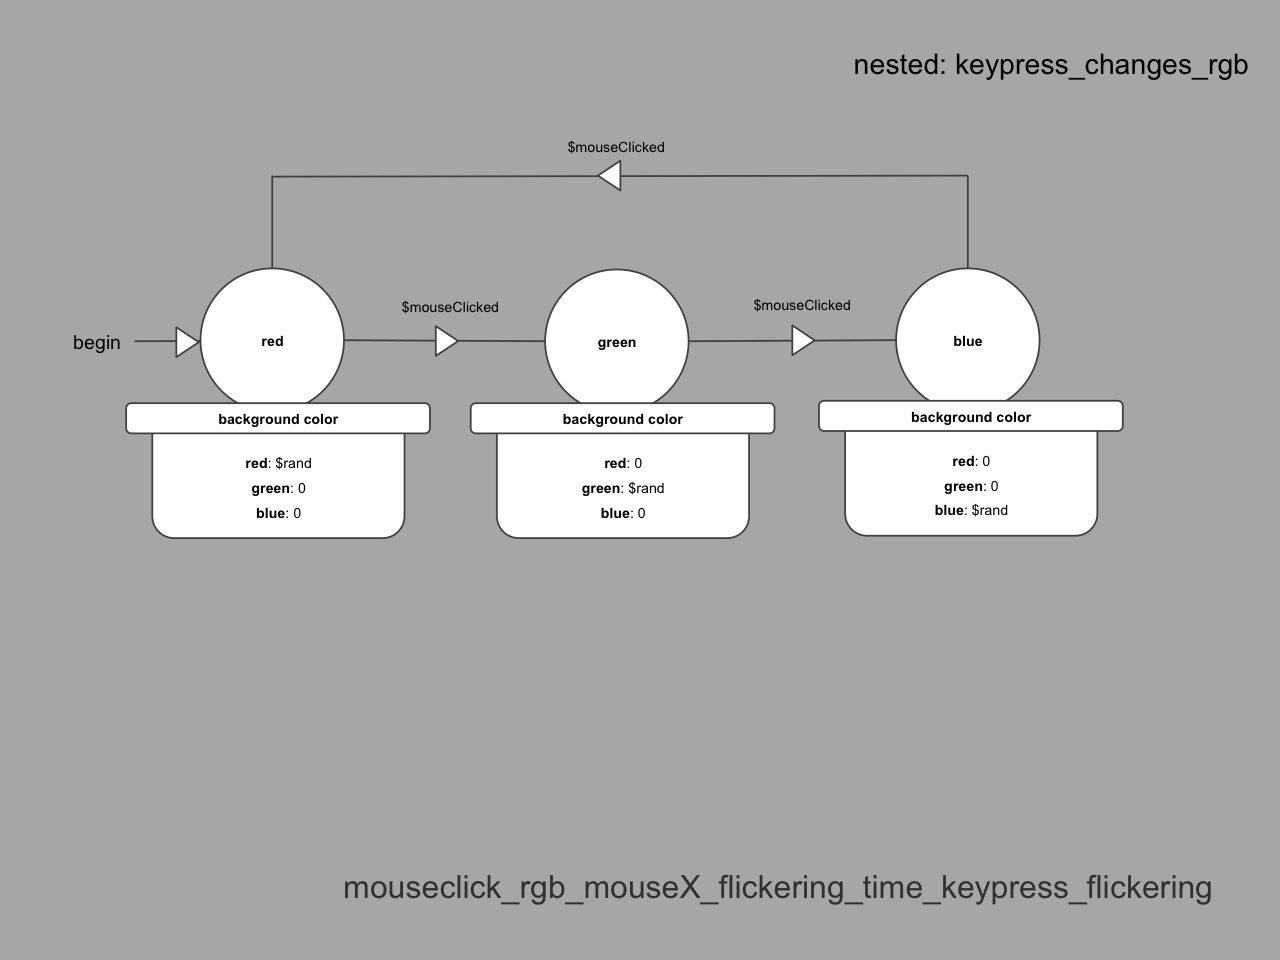 nested: keypress_changes_rgb
$mouseClicked
$mouseClicked
$mouseClicked
begin
red
green
blue
background color
red: $rand
green: 0
blue: 0
background color
red: 0
green: $rand
blue: 0
background color
red: 0
green: 0
blue: $rand
mouseclick_rgb_mouseX_flickering_time_keypress_flickering